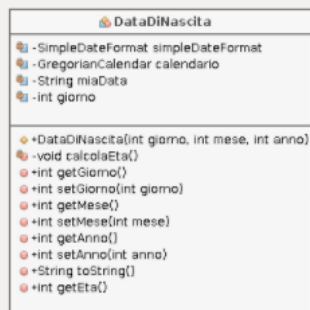 DataDiNascita
-SimpleDateFormat simpleDateFormat
-GregorianCalendar calendario
-String miaData
-int giorno
+DataDiNascita(int giorno, int mese, int anno)
-void calcolaEta()
+int getGiorno()
+int setGiorno(int giorno)
+int getMese()
+int setMese(int mese)
+int getAnno()
+int setAnno(int anno)
+String toString()
+int getEta()